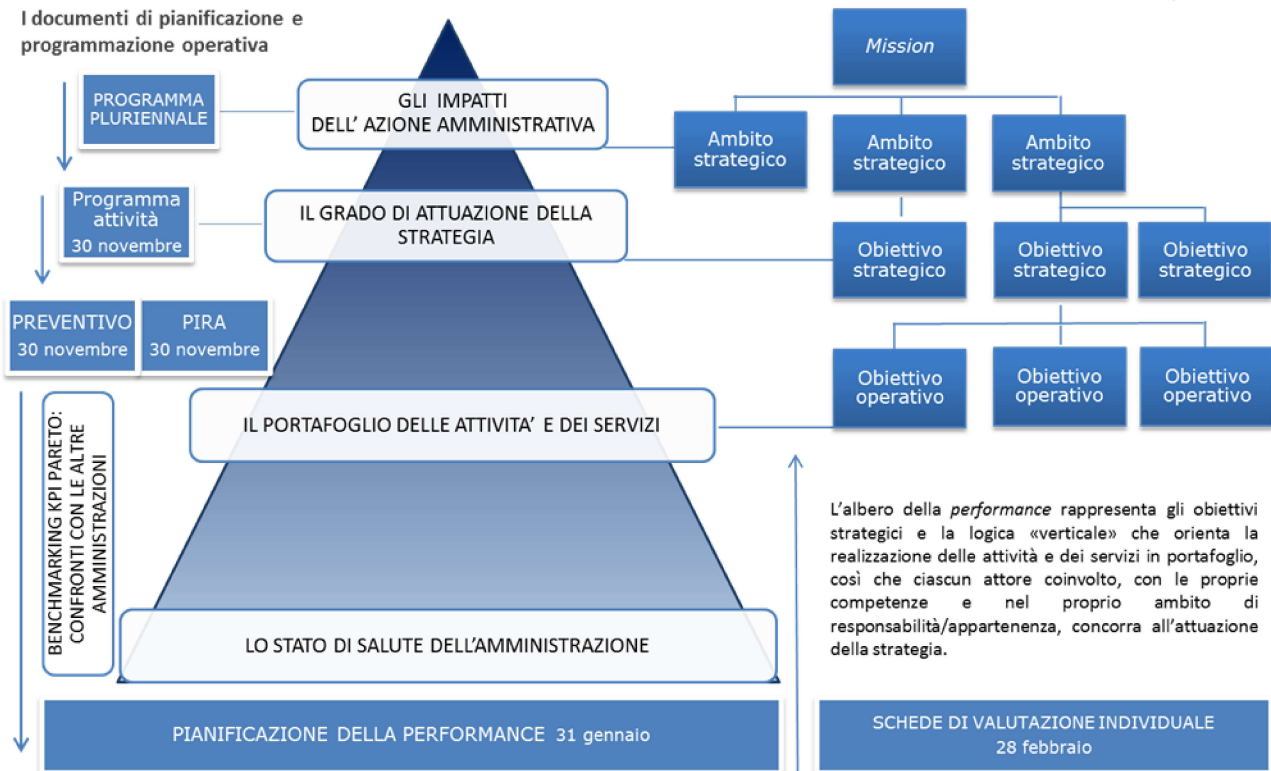 I documenti di pianificazione e
programmazione operativa
PROGRAMMA
PLURIENNALE
GLI IMPATTI
DELL' AZIONE AMMINISTRATIVA
Mission
Ambito
strategico
Ambito
strategico
Ambito
strategico
Programma
attività
30 novembre
IL GRADO DI ATTUAZIONE DELLA
STRATEGIA
Obiettivo
strategico
Obiettivo
strategico
Obiettivo
strategico
PREVENTIVO
30 novembre
PIRA
30 novembre
Obiettivo
operativo
Obiettivo
operativo
Obiettivo
operativo
IL PORTAFOGLIO DELLE ATTIVITA' E DEI SERVIZI
BENCHMARKING KPI PARETO:
CONFRONTI CON LE ALTRE
AMMINISTRAZIONI
L'albero della performance rappresenta gli obiettivi
strategici e la logica «verticale» che orienta la
realizzazione delle attività e dei servizi in portafoglio,
così che ciascun attore coinvolto, con le proprie
competenze e nel proprio ambito di
responsabilità/appartenenza, concorra all'attuazione
della strategia.
LO STATO DI SALUTE DELL'AMMINISTRAZIONE
PIANIFICAZIONE DELLA PERFORMANCE 31 gennaio
SCHEDE DI VALUTAZIONE INDIVIDUALE
28 febbraio